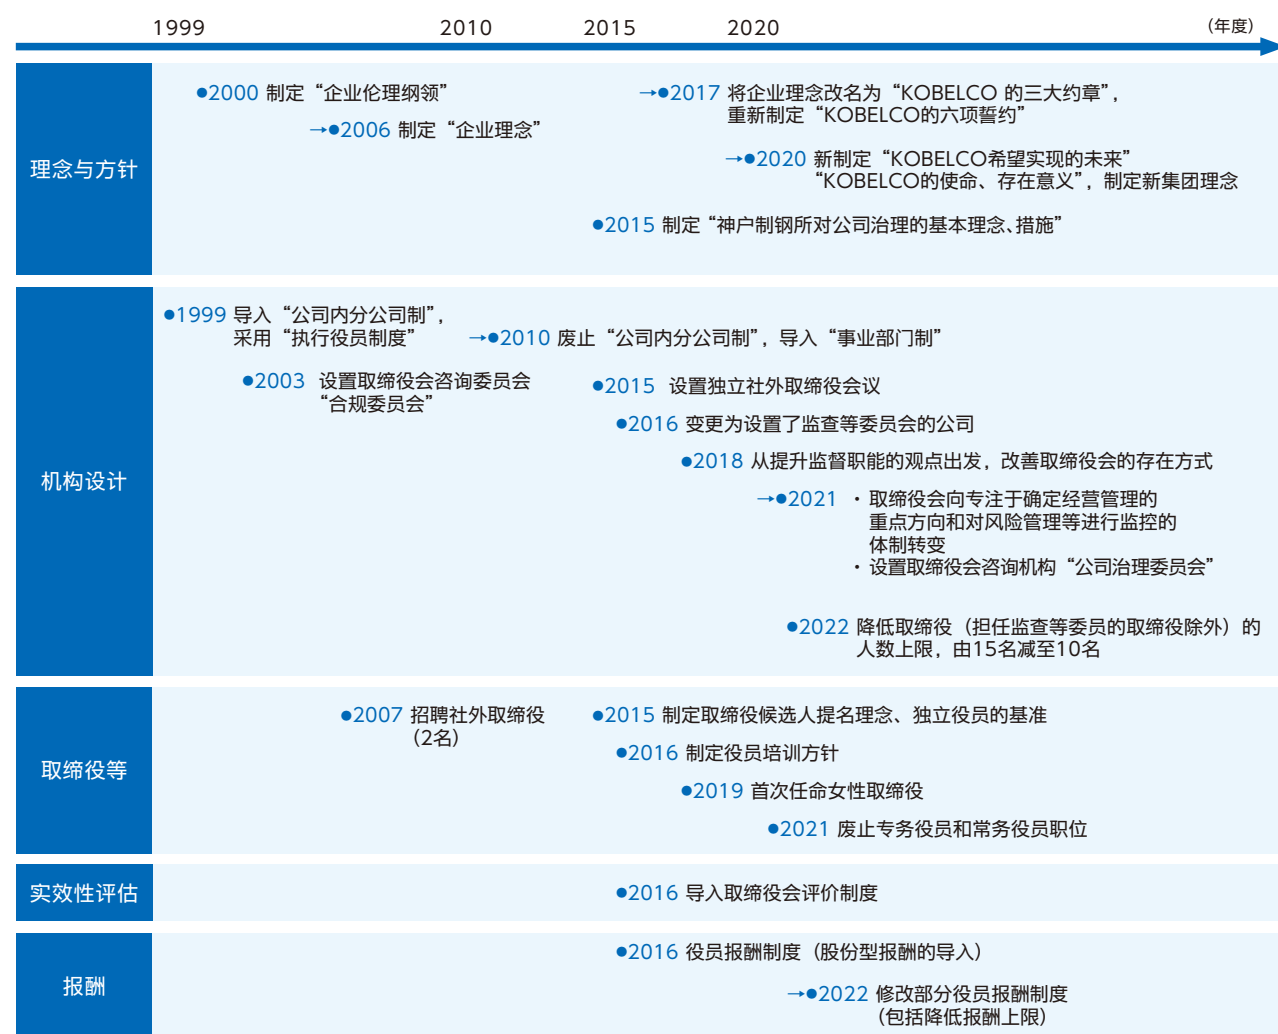 1999 2010 2015 2020 (年度)
理念与方针
●2000 制定“企业伦理纲领”
→●2006 制定“企业理念”
→●2017 将企业理念改名为“KOBELCO 的三大约章”,
重新制定“KOBELCO的六项誓约”
→●2020 新制定“KOBELCO希望实现的未来”
“KOBELCO的使命、存在意义”, 制定新集团理念
●2015 制定“神户制钢所对公司治理的基本理念、措施”
机构设计
●1999 导入“公司内分公司制”,
采用“执行役员制度”
→●2010 废止“公司内分公司制”, 导入“事业部门制”
●2003 设置取缔役会咨询委员会
“合规委员会”
●2015 设置独立社外取缔役会议
●2016 变更为设置了监查等委员会的公司
●2018 从提升监督职能的观点出发, 改善取缔役会的存在方式
→●2021 ・取缔役会向专注于确定经营管理的
重点方向和对风险管理等进行监控的
体制转变
・设置取缔役会咨询机构“公司治理委员会”
●2022 降低取缔役（担任监查等委员的取缔役除外）的
人数上限, 由15名减至10名
取缔役等
●2007 招聘社外取缔役
（2名）
●2015 制定取缔役候选人提名理念、独立役员的基准
●2016 制定役员培训方针
●2019 首次任命女性取缔役
●2021 废止专务役员和常务役员职位
实效性评估
●2016 导入取缔役会评价制度
报酬
●2016 役员报酬制度（股份型报酬的导入）
→●2022 修改部分役员报酬制度
（包括降低报酬上限）